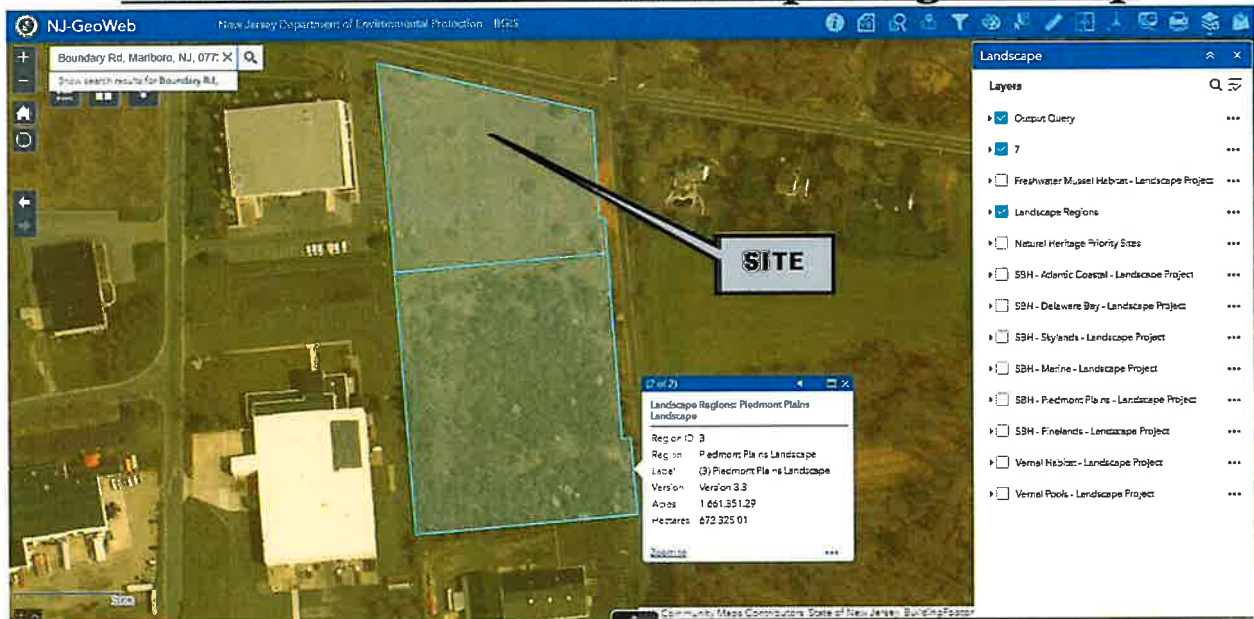 NJ-GeoWeb
New Jersey Department of Environmental Protection BGIS
Boundary Rd, Marlboro, NJ, 077:
Show search results for Boundary Rd,
SITE
(2 of 2)
Landscape Regions: Piedmont Plains
Landscape
Region ID 3
Region Piedmont Plains Landscape
Label (3) Piedmont Plains Landscape
Version Version 3.3
Acres 1,661,351.29
Hectares 672,325.01
Zoom to
Community Maps Contributors, State of New Jersey, BuildingFootpr
Landscape
Layers
Output Query
7
Freshwater Mussel Habitat - Landscape Project
Landscape Regions
Natural Heritage Priority Sites
SBH - Atlantic Coastal - Landscape Project
SBH - Delaware Bay - Landscape Project
SBH - Skylands - Landscape Project
SBH - Marine - Landscape Project
SBH - Piedmont Plains - Landscape Project
SBH - Pinelands - Landscape Project
Vernal Habitat - Landscape Project
Vernal Pools - Landscape Project